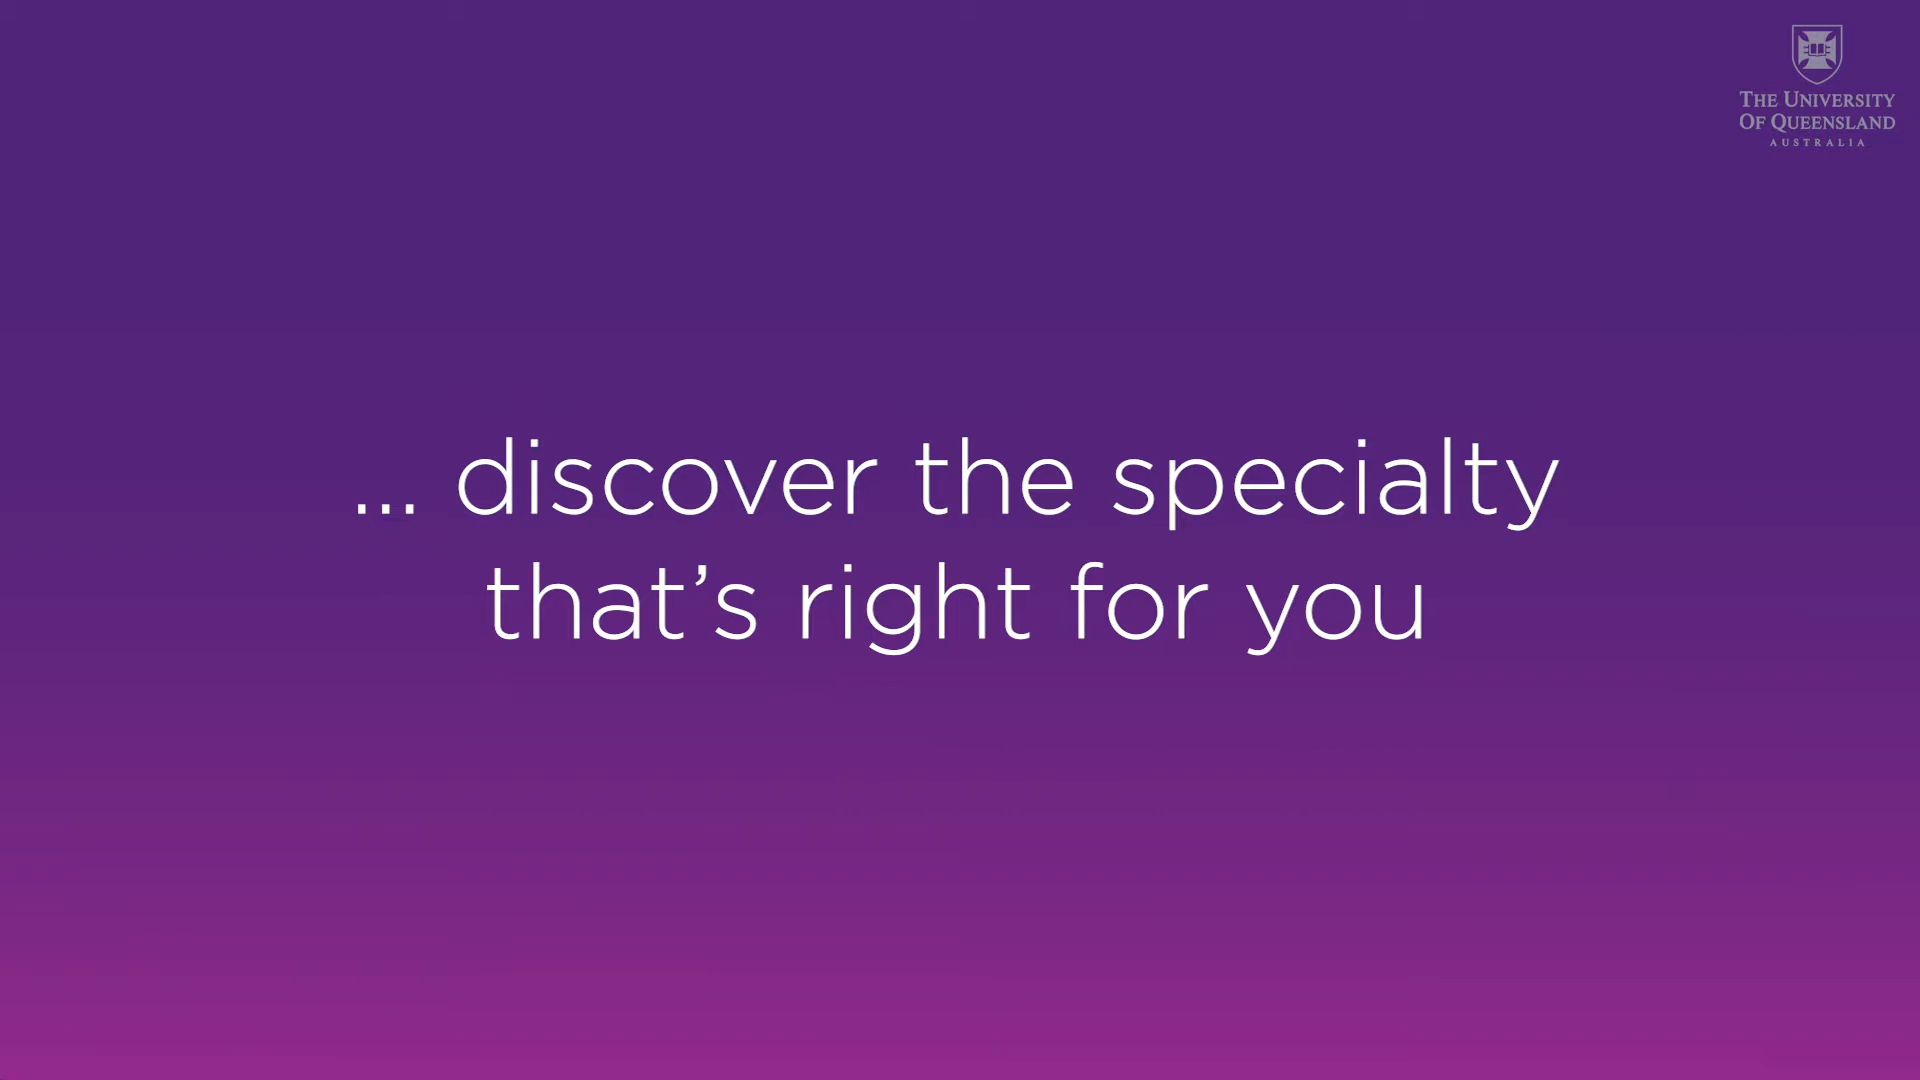 THE UNIVERSITY
OF QUEENSLAND
AUSTRALIA
... discover the specialty
that’s right for you